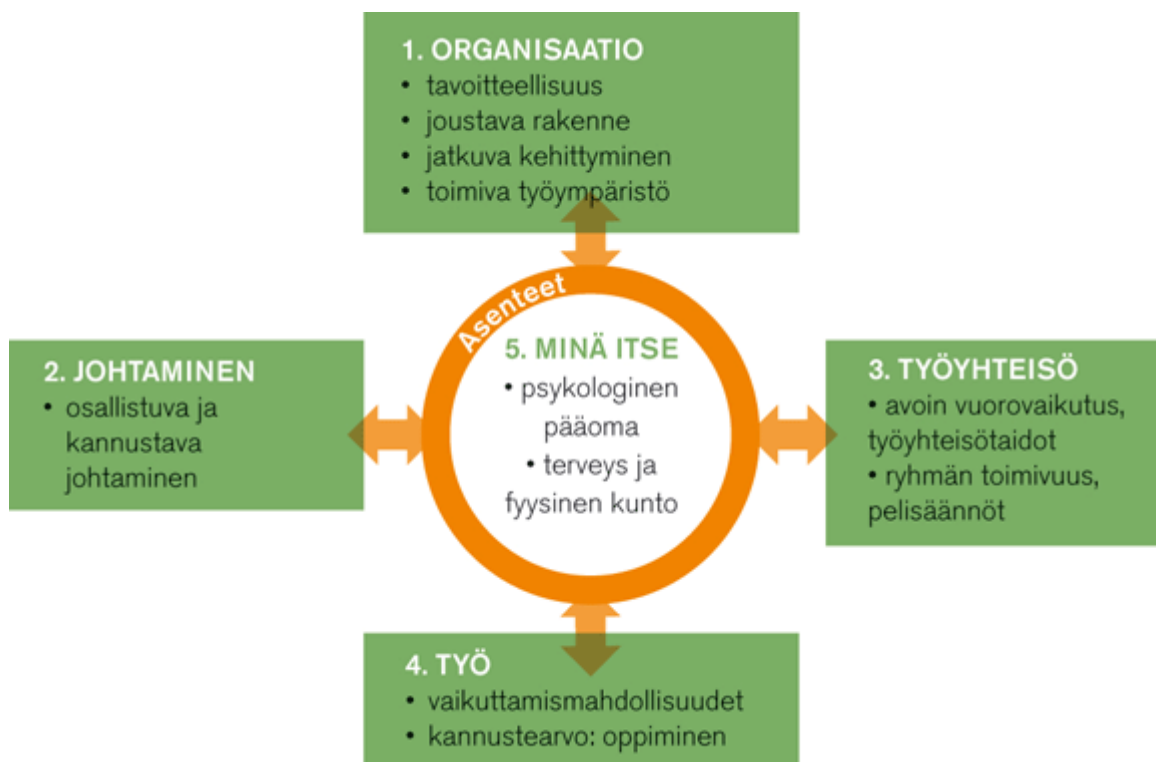 1. ORGANISAATIO
• tavoitteellisuus
• joustava rakenne
• jatkuva kehittyminen
• toimiva työympäristö
Asenteet
2. JOHTAMINEN
• osallistuva ja
kannustava
johtaminen
5. MINÄ ITSE
• psykologinen
pääoma
• terveys ja
fyysinen kunto
3. TYÖYHTEISÖ
• avoin vuorovaikutus,
työyhteisötaidot
• ryhmän toimivuus,
pelisäännöt
4. TYÖ
• vaikuttamismahdollisuudet
• kannustearvo: oppiminen